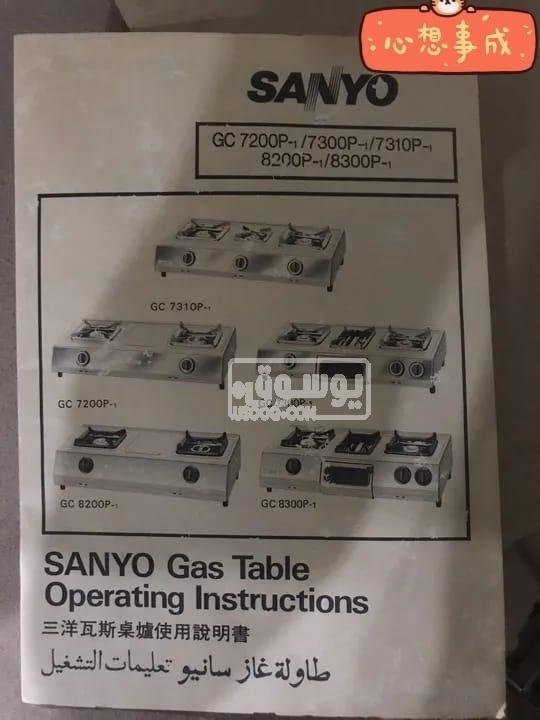 心想事成
SANYO
GC 7200P-1/7300P-1/7310P-1
8200P-1/8300P-1
GC 7310P-1
GC 7200P-1
يوسوق
USOOQ.COM
GC 8200P-1
GC 8300P-1
SANYO Gas Table
Operating Instructions
三洋瓦斯桌爐使用說明書
طاولة غاز سانيو تعليمات التشغيل